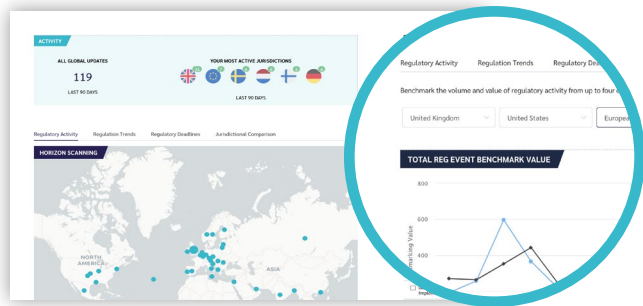 ACTIVITY
ALL GLOBAL UPDATES
119
LAST 90 DAYS
YOUR MOST ACTIVE JURISDICTIONS
LAST 90 DAYS
Regulatory Activity Regulation Trends Regulatory Deadlines Jurisdictional Comparison
HORIZON SCANNING
NORTH
AMERICA
ASIA
Regulatory Activity Regulation Trends Regulatory
Benchmark the volume and value of regulatory activity from up to four
United Kingdom United States
TOTAL REG EVENT BENCHMARK VALUE
800
600
400
Value